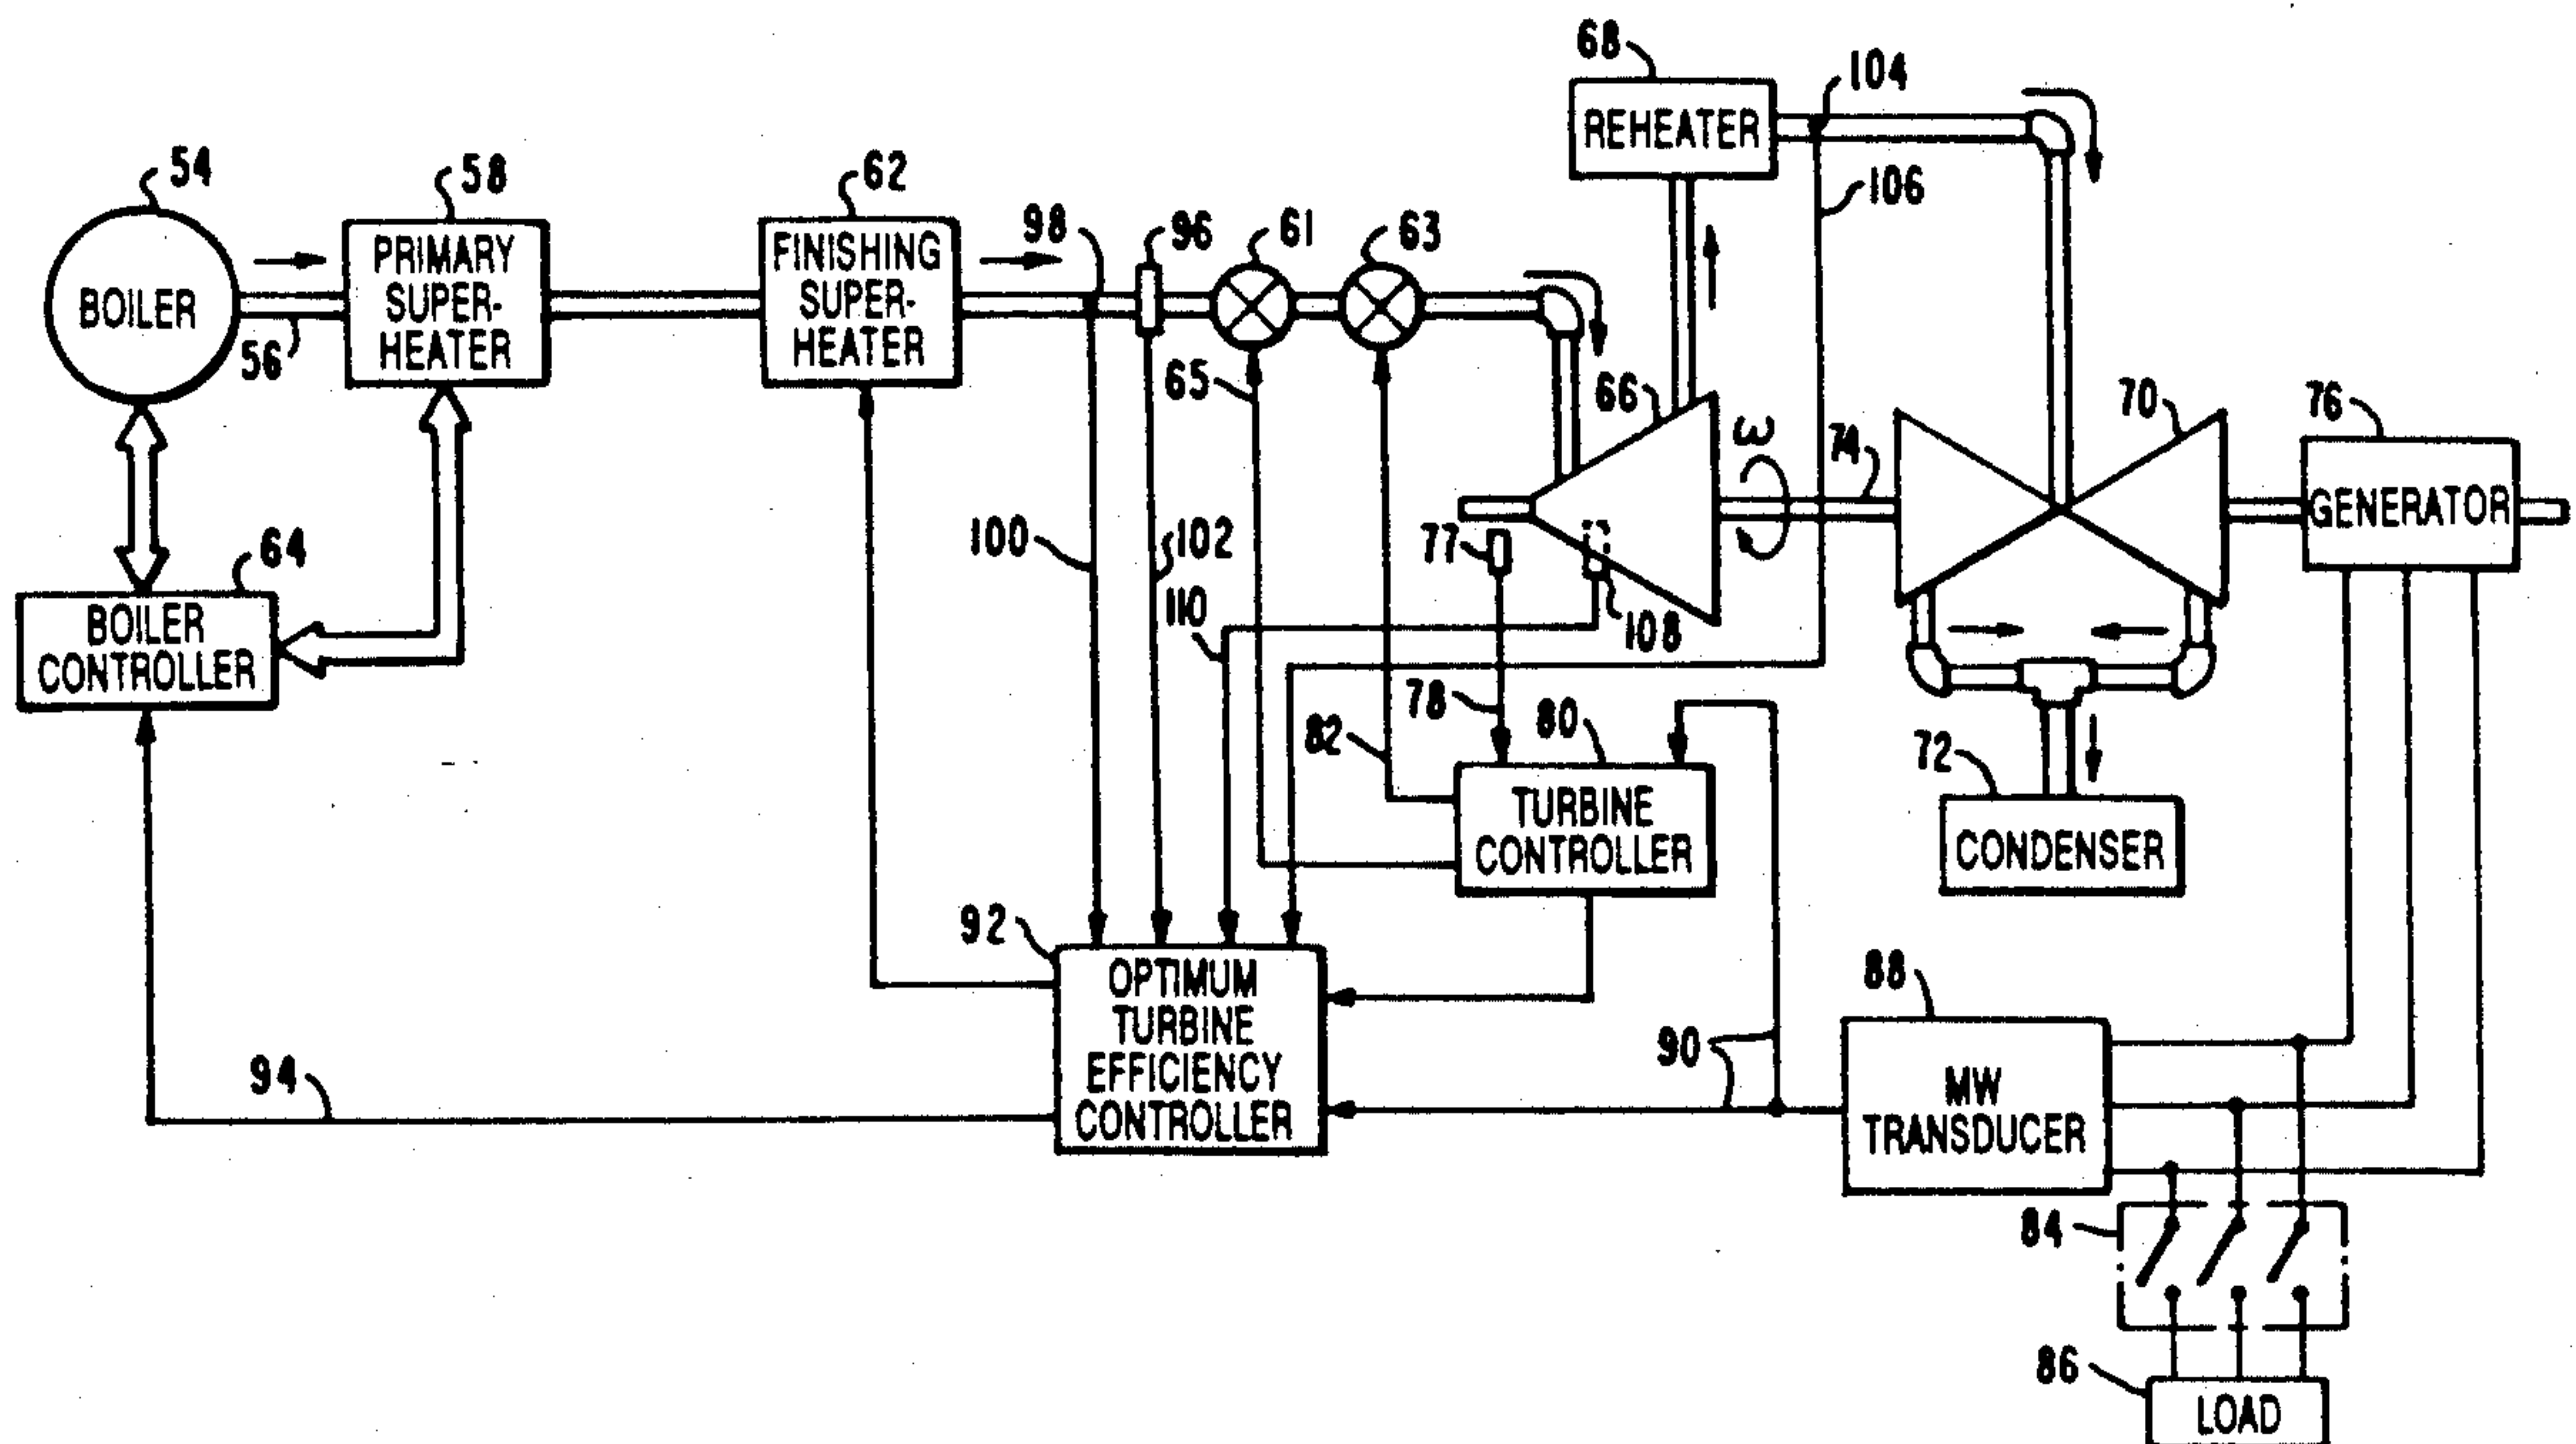 68
104
REHEATER
54
58
62
106
98
96
61
63
BOILER
PRIMARY
SUPER-
HEATER
FINISHING
SUPER-
HEATER
56
65
66
ω
74
70
76
GENERATOR
64
100
102
77
110
108
BOILER
CONTROLLER
78
82
80
72
TURBINE
CONTROLLER
CONDENSER
92
88
OPTIMUM
TURBINE
EFFICIENCY
CONTROLLER
90
94
MW
TRANSDUCER
84
86
LOAD